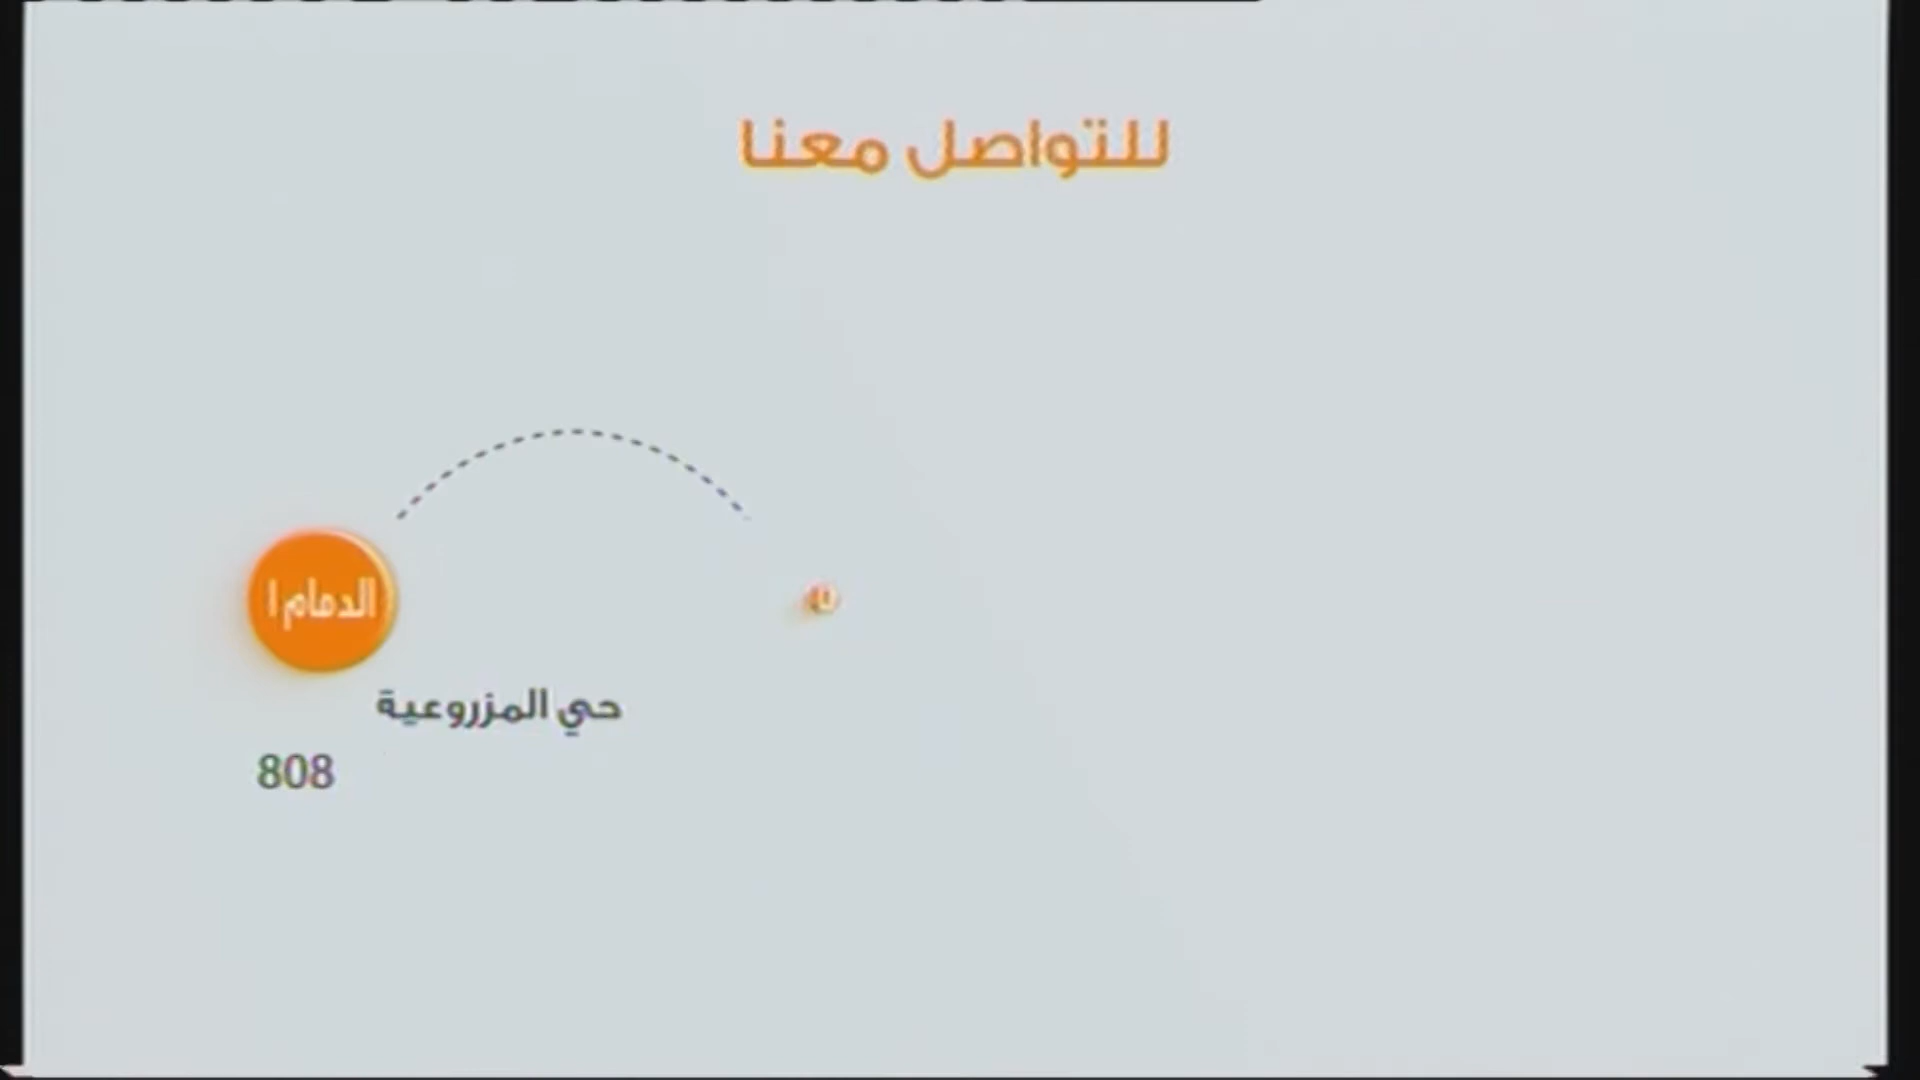 للتواصل معنا
الدمام ا
حي المزروعية
808